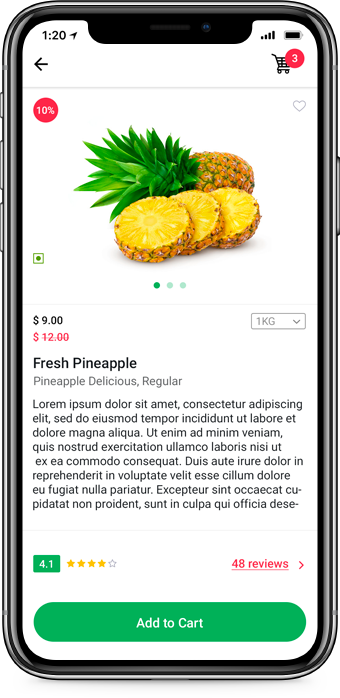 1:20
3
10%
$ 9.00
1KG
$ 12.00
Fresh Pineapple
Pineapple Delicious, Regular
Lorem ipsum dolor sit amet, consectetur adipiscing
elit, sed do eiusmod tempor incididunt ut labore et
dolore magna aliqua. Ut enim ad minim veniam,
quis nostrud exercitation ullamco laboris nisi ut
ex ea commodo consequat. Duis aute irure dolor in
reprehenderit in voluptate velit esse cillum dolore
eu fugiat nulla pariatur. Excepteur sint occaecat cu-
pidatat non proident, sunt in culpa qui officia dese-
4.1
48 reviews
Add to Cart